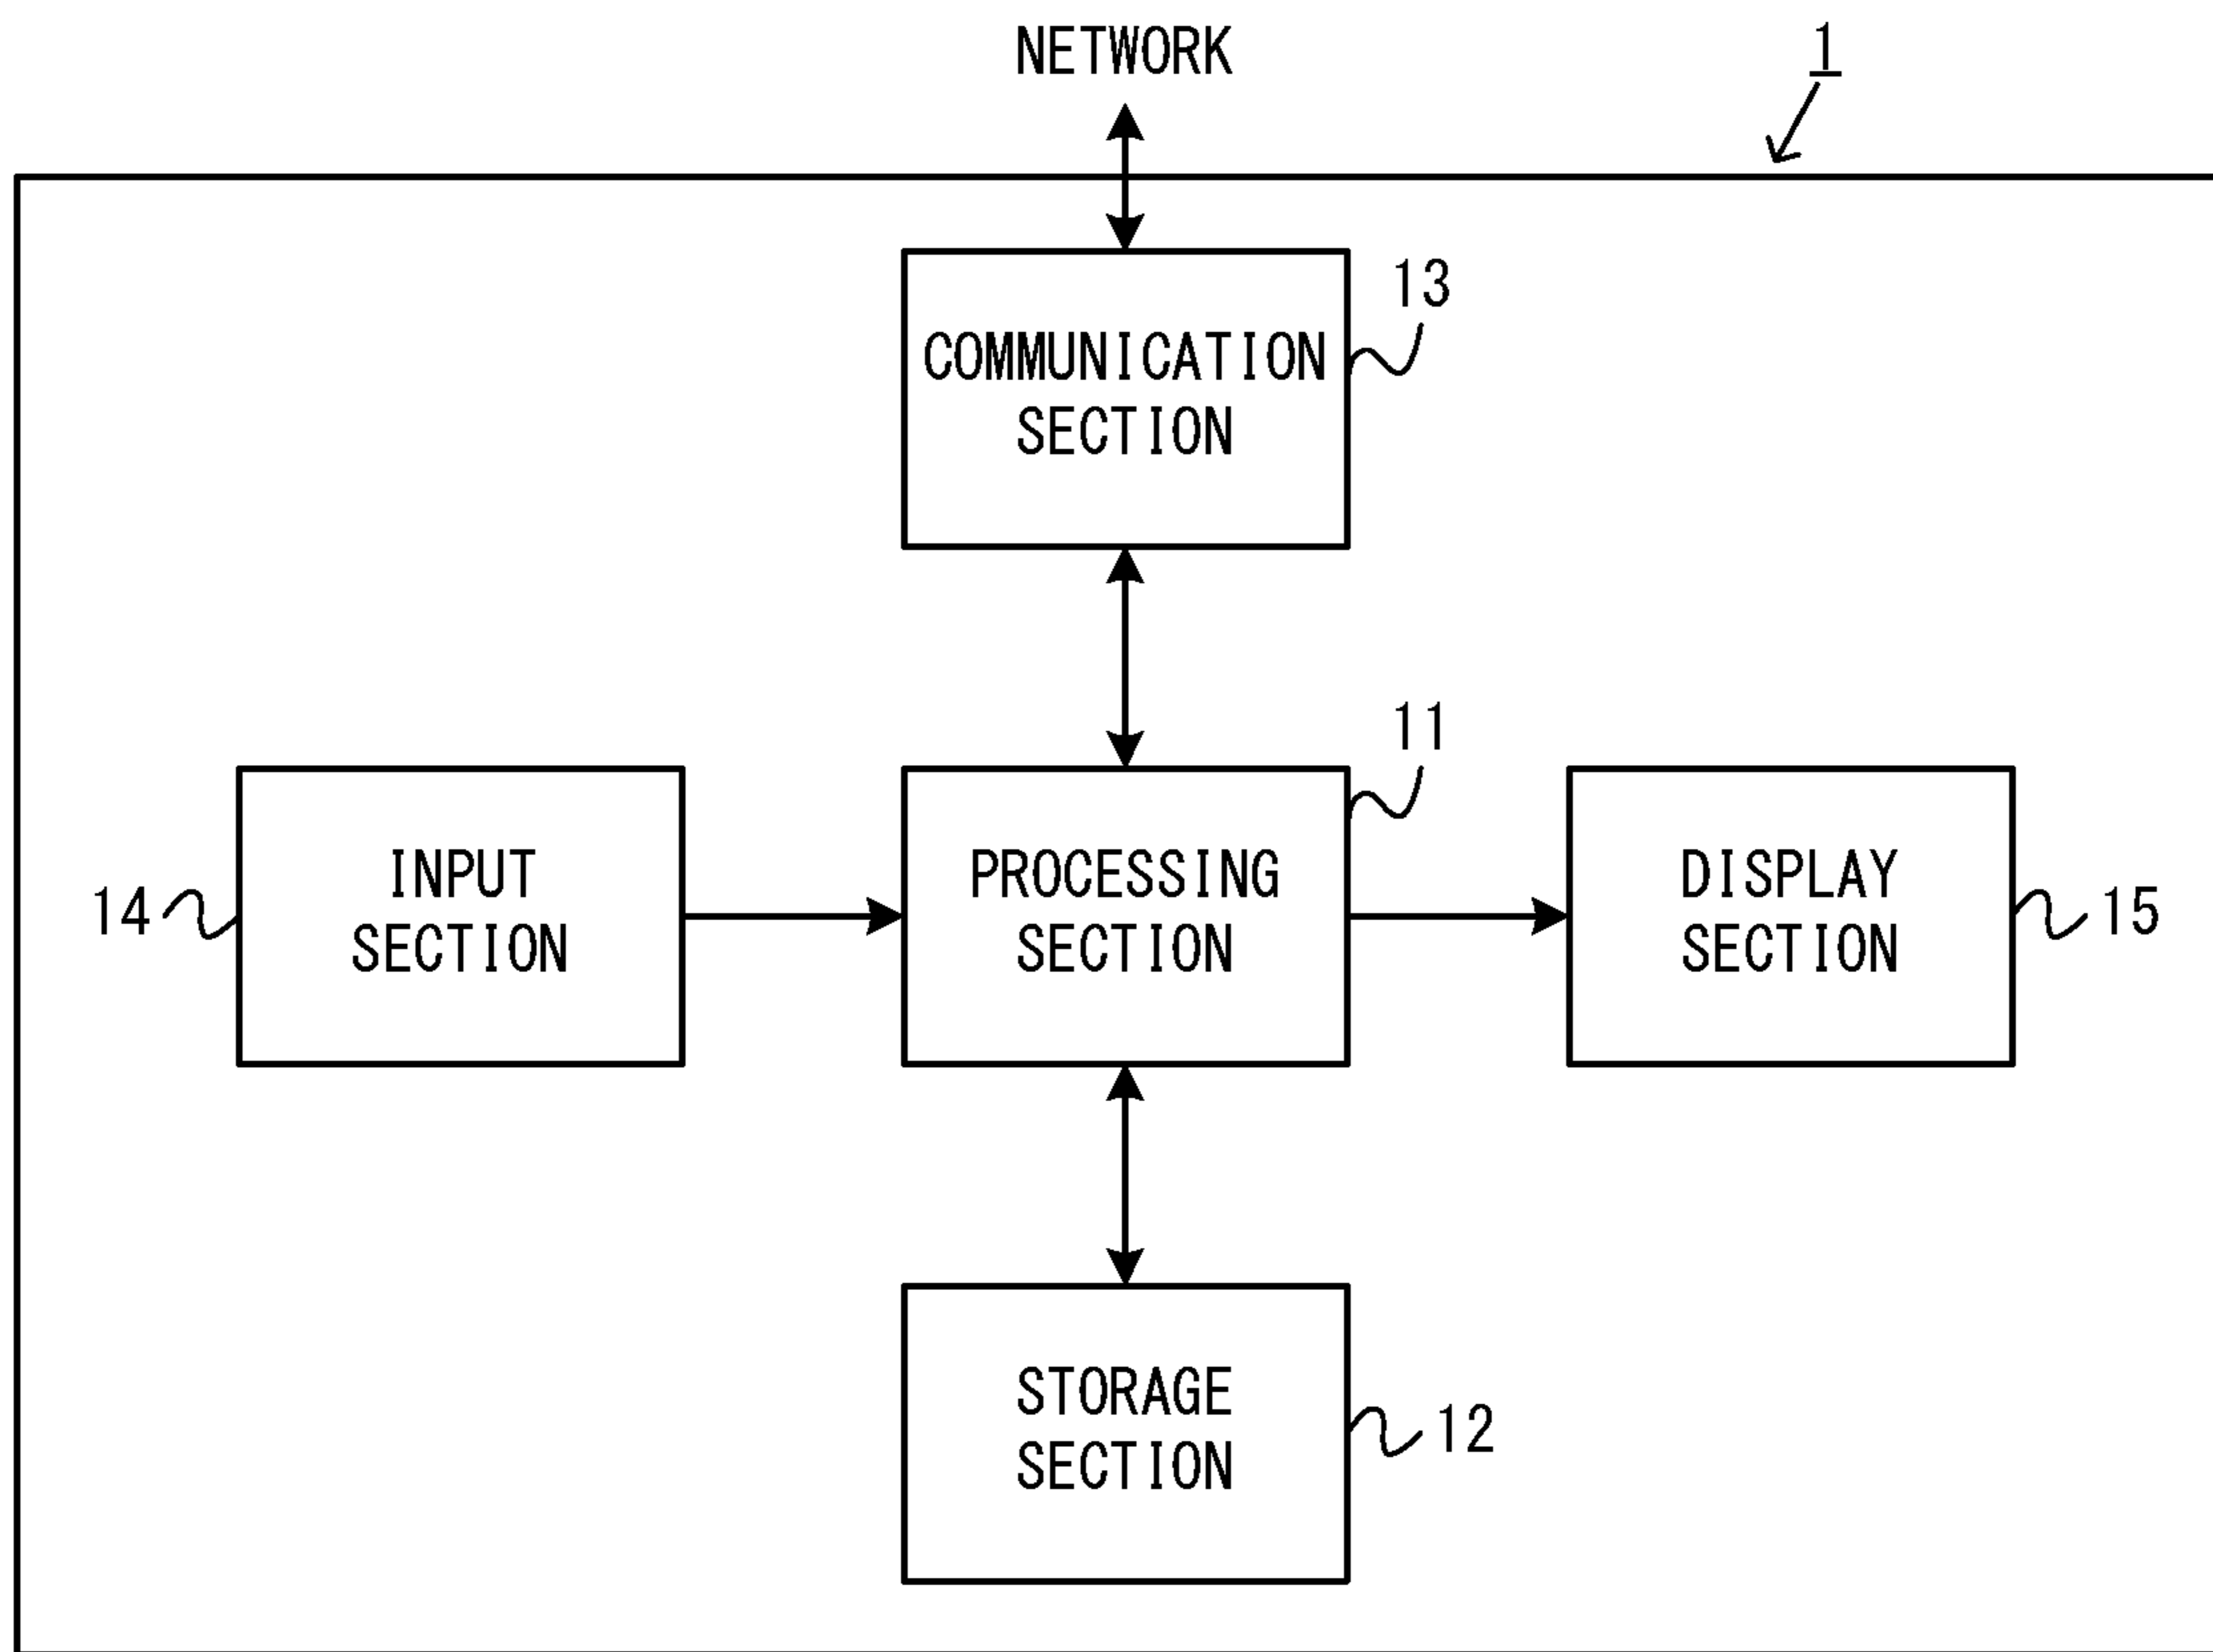 NETWORK
1
COMMUNICATION
SECTION
13
11
INPUT
SECTION
14
PROCESSING
SECTION
DISPLAY
SECTION
15
STORAGE
SECTION
12